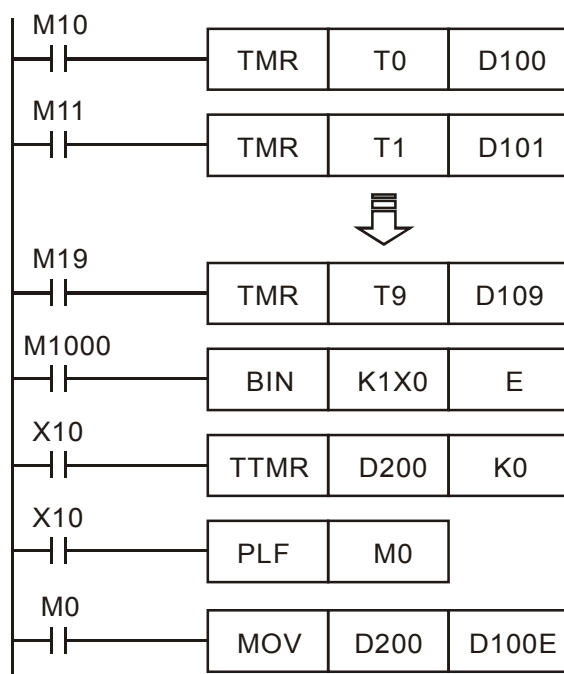 M10
TMR T0 D100
M11
TMR T1 D101
M19
TMR T9 D109
M1000
BIN K1X0 E
X10
TTMR D200 K0
X10
PLF M0
M0
MOV D200 D100E